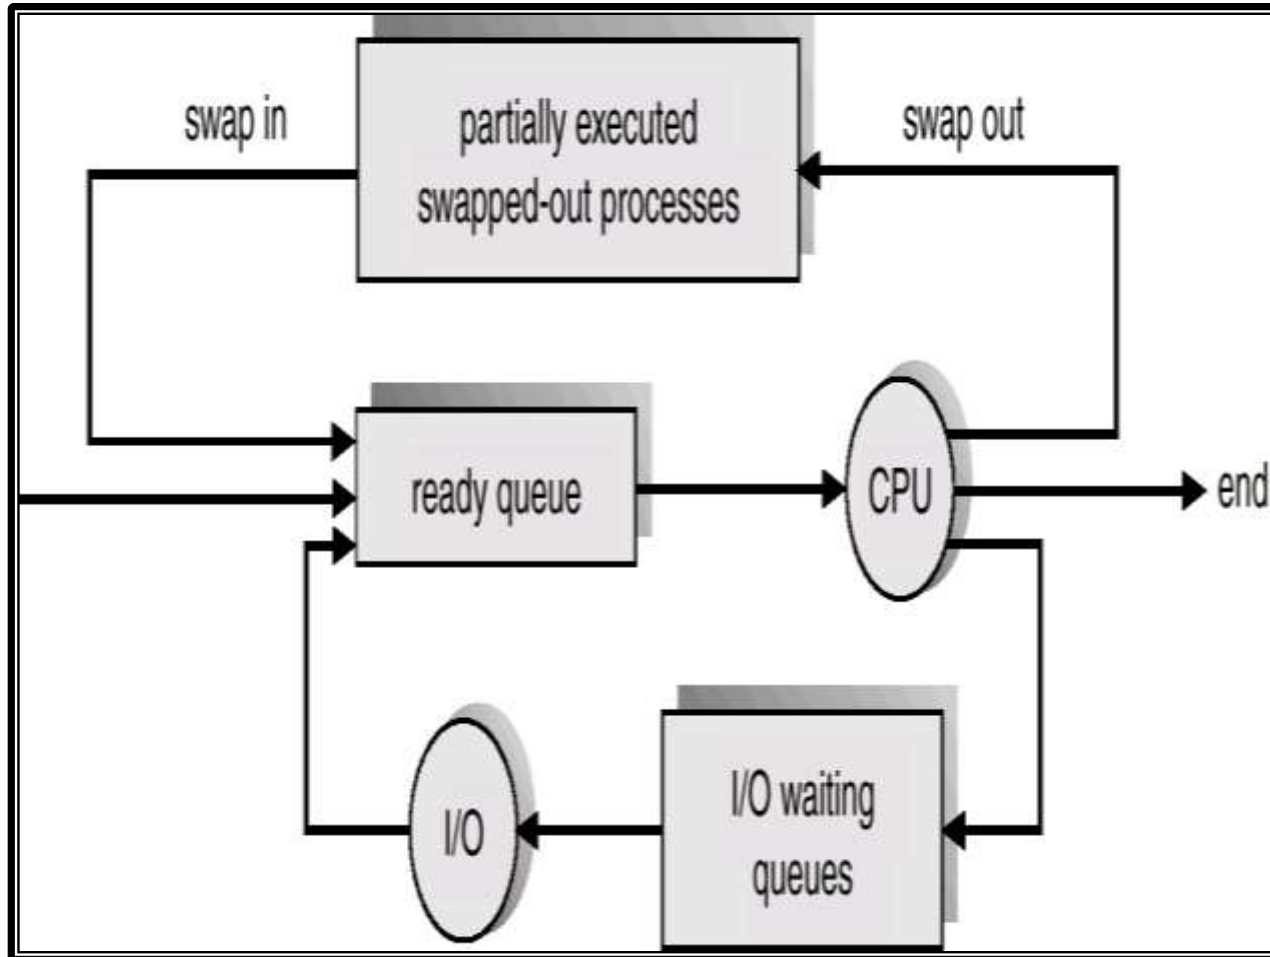 swap in
partially executed
swapped-out processes
swap out
ready queue
CPU
end
I/O
I/O waiting
queues